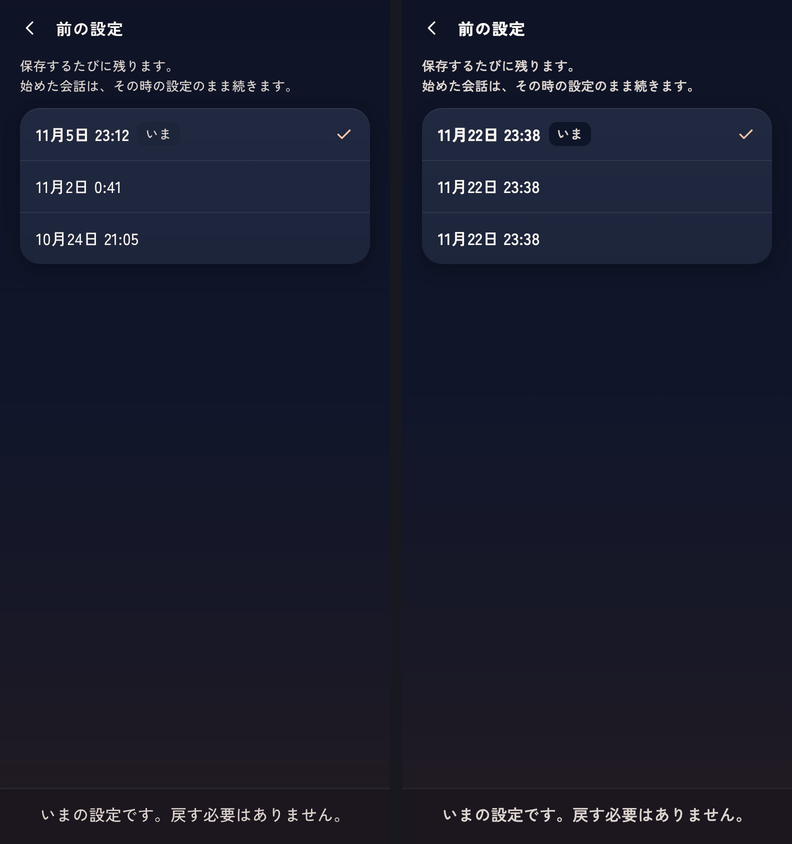 前の設定
保存するたびに残ります。
始めた会話は、その時の設定のまま続きます。
11月5日 23:12 いま
11月2日 0:41
10月24日 21:05
いまの設定です。戻す必要はありません。
前の設定
保存するたびに残ります。
始めた会話は、その時の設定のまま続きます。
11月22日 23:38 いま
11月22日 23:38
11月22日 23:38
いまの設定です。戻す必要はありません。